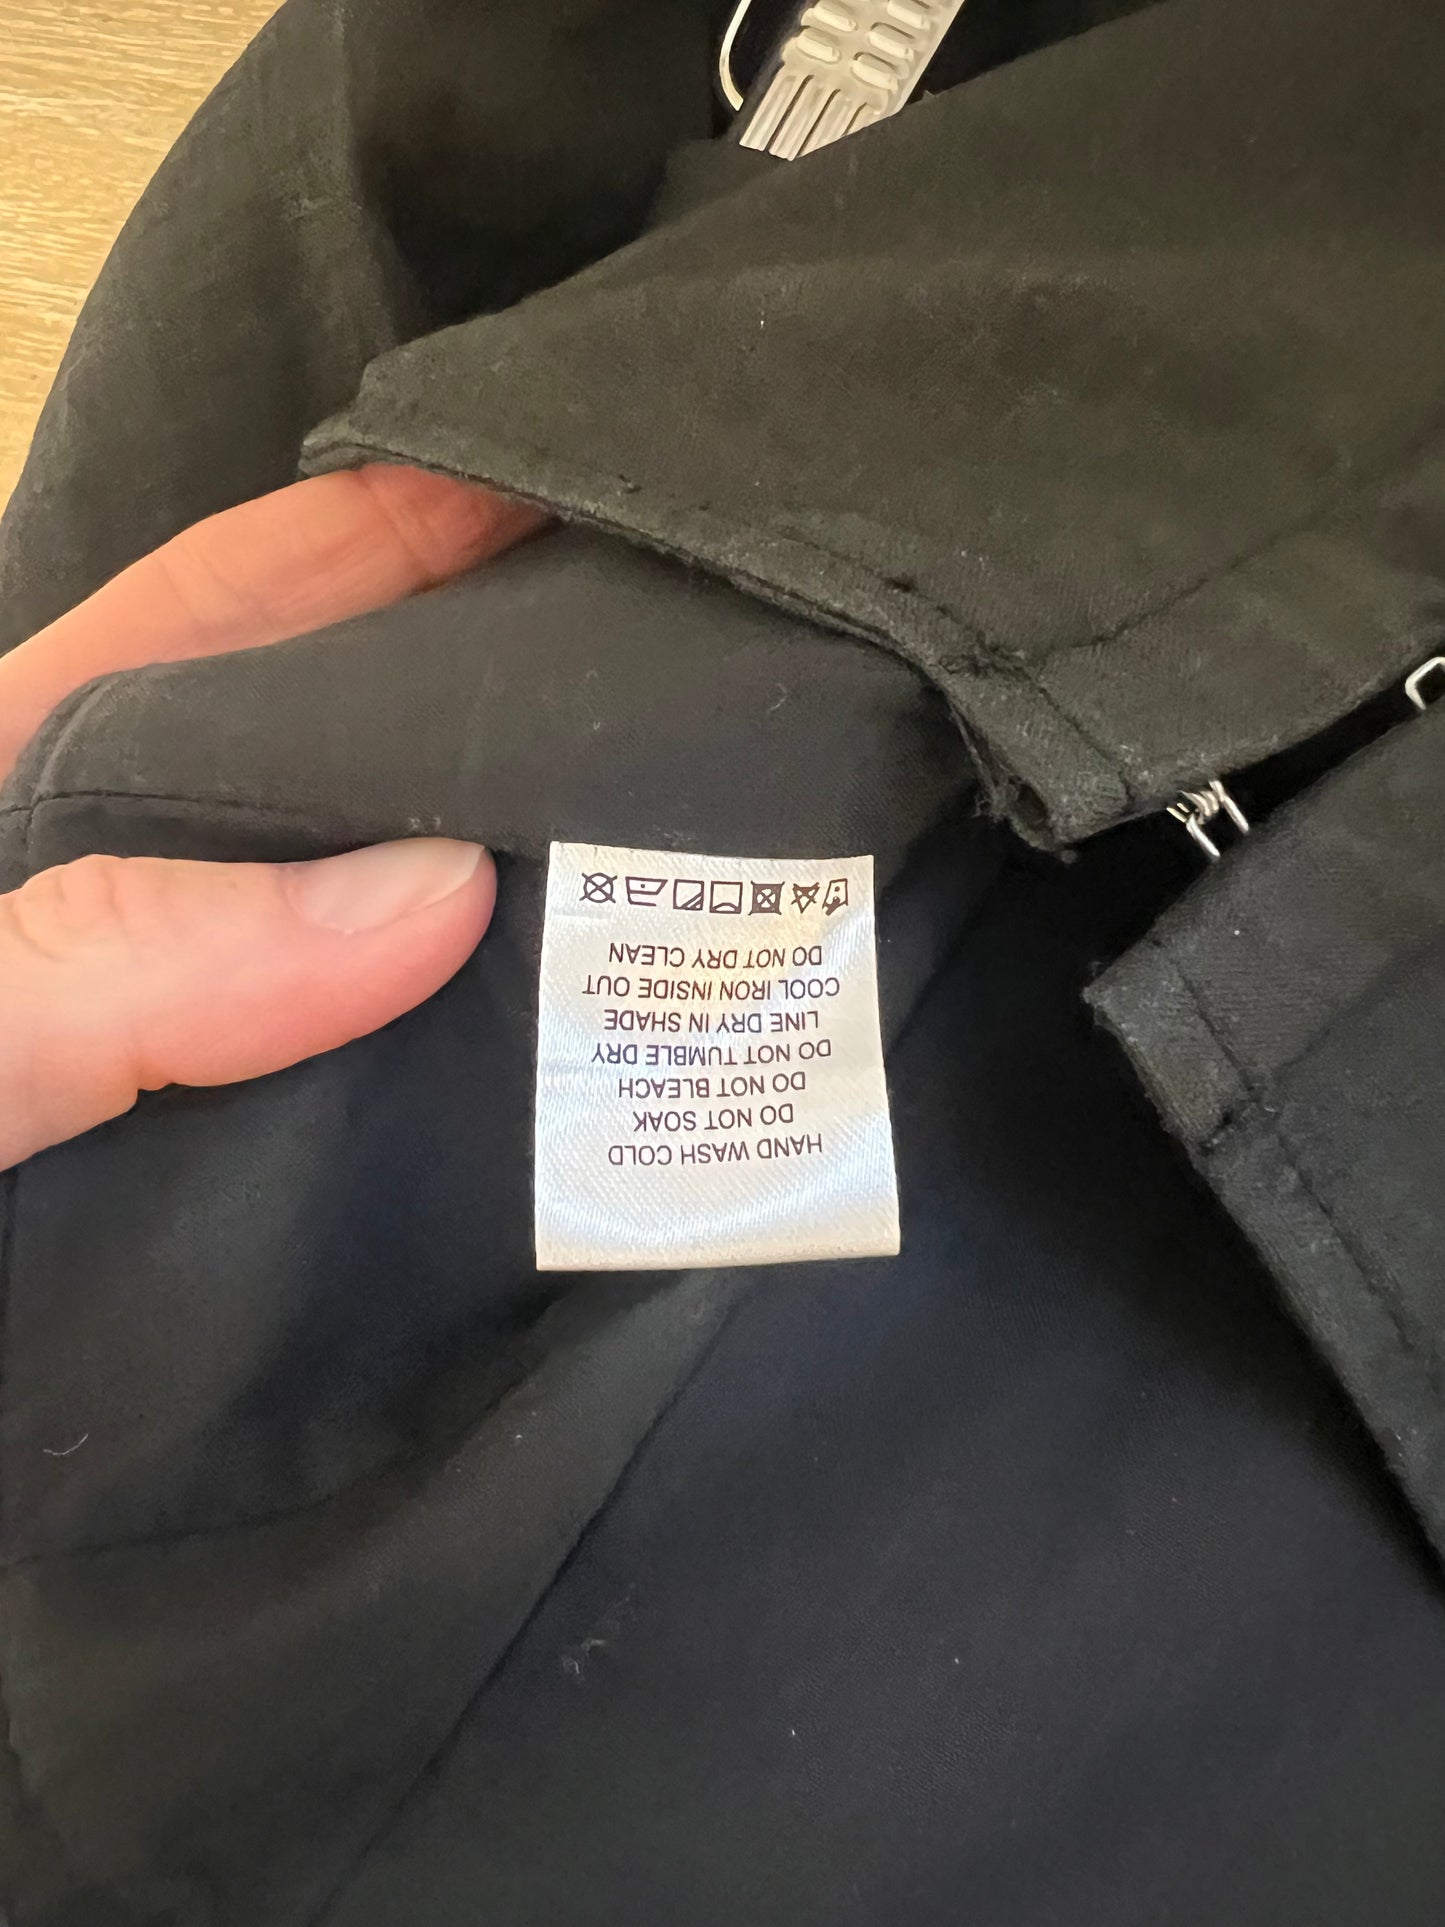 HAND WASH COLD
DO NOT SOAK
DO NOT BLEACH
DO NOT TUMBLE DRY
LINE DRY IN SHADE
COOL IRON INSIDE OUT
DO NOT DRY CLEAN